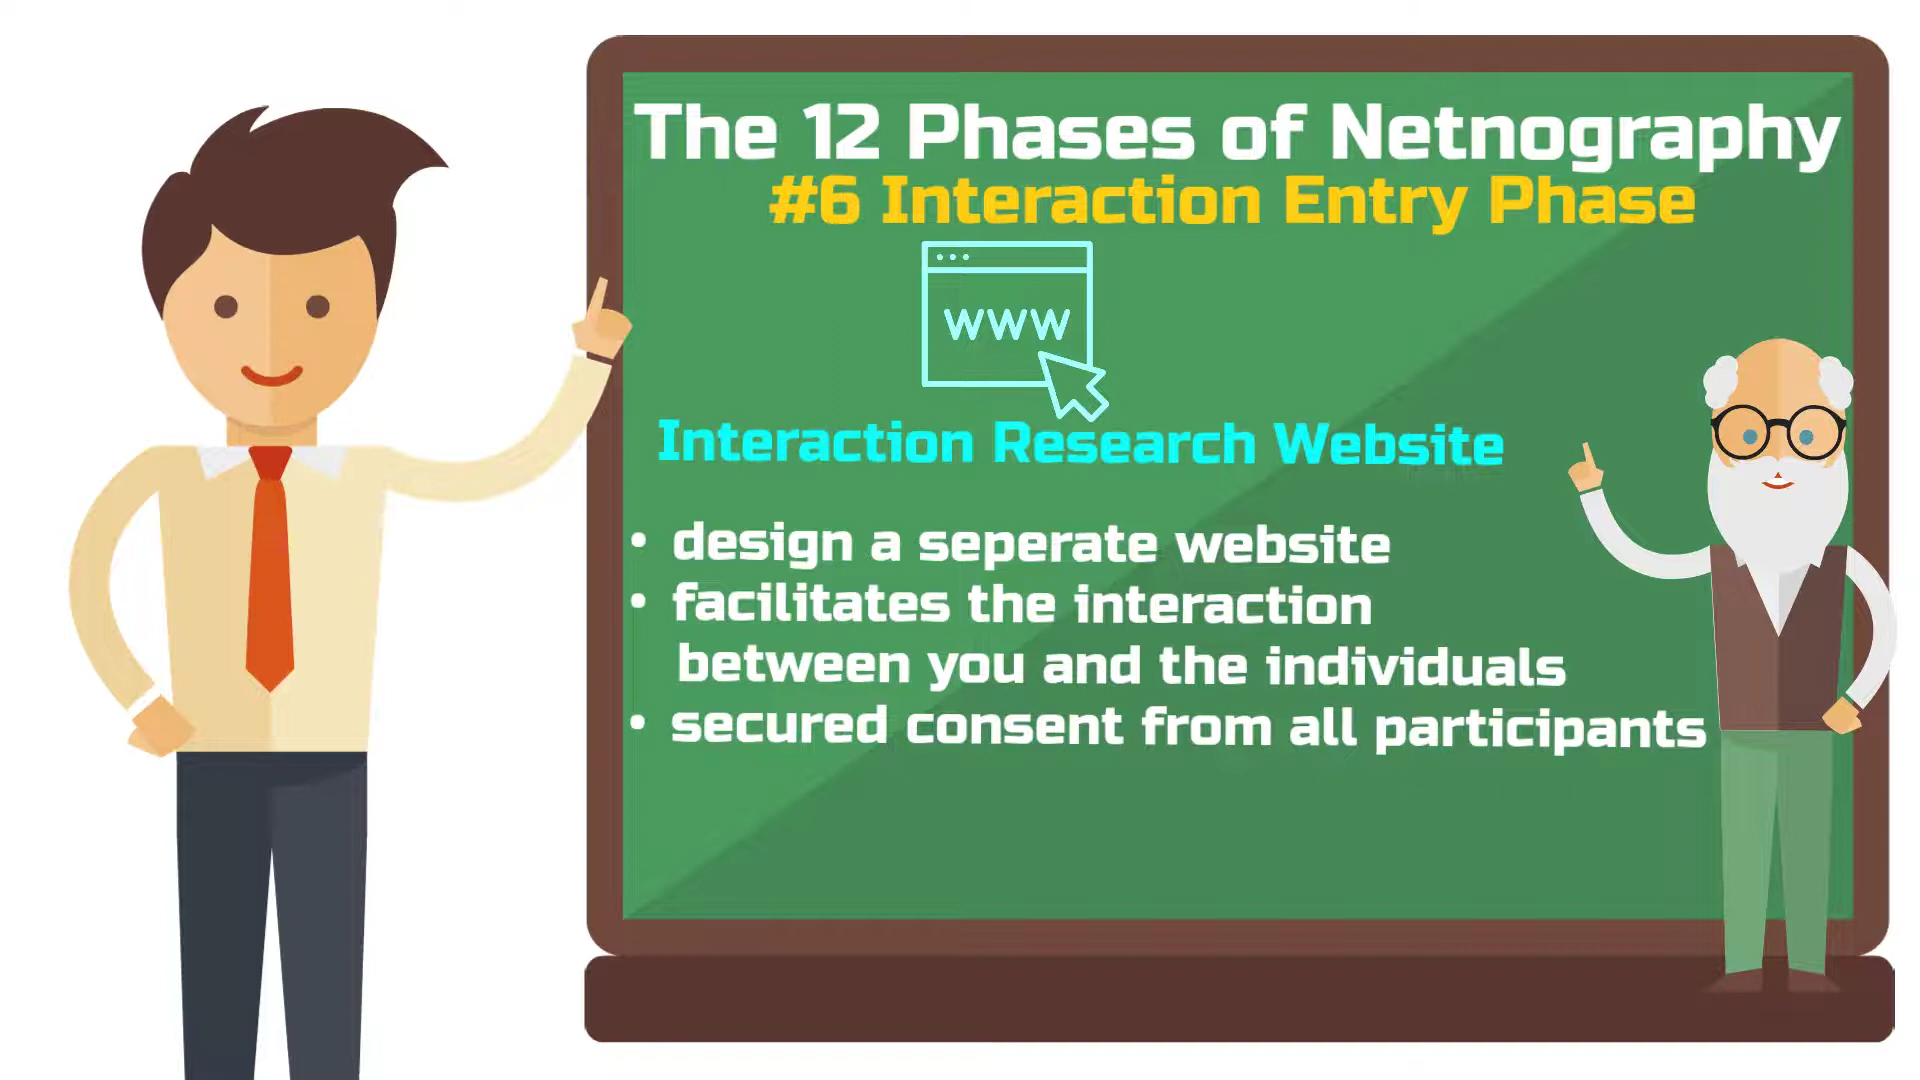 The 12 Phases of Netnography
#6 Interaction Entry Phase
WWW
Interaction Research Website
• design a seperate website
• facilitates the interaction
between you and the individuals
• secured consent from all participants